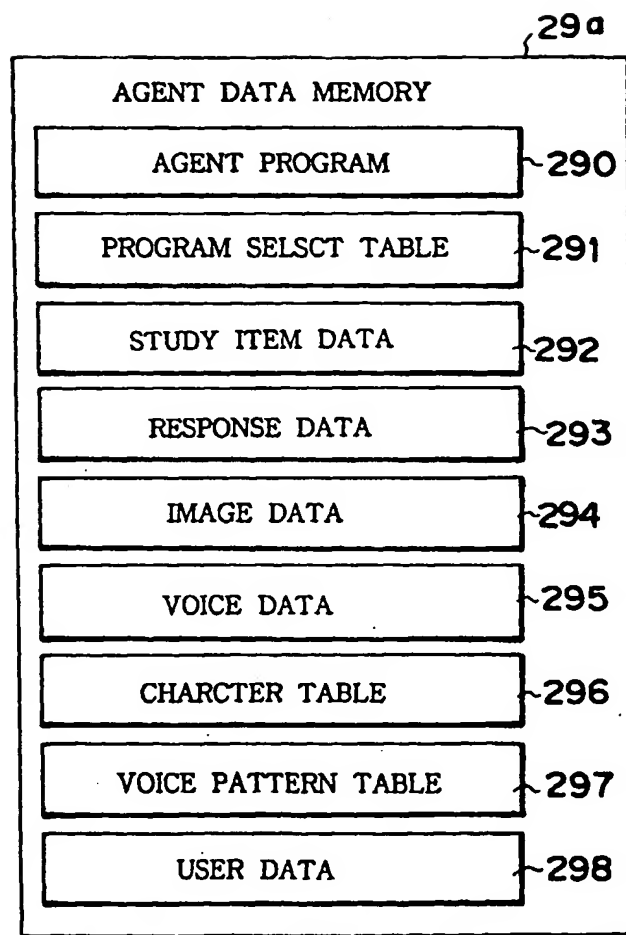 29a
AGENT DATA MEMORY
AGENT PROGRAM 290
PROGRAM SELSCT TABLE 291
STUDY ITEM DATA 292
RESPONSE DATA 293
IMAGE DATA 294
VOICE DATA 295
CHARCTER TABLE 296
VOICE PATTERN TABLE 297
USER DATA 298